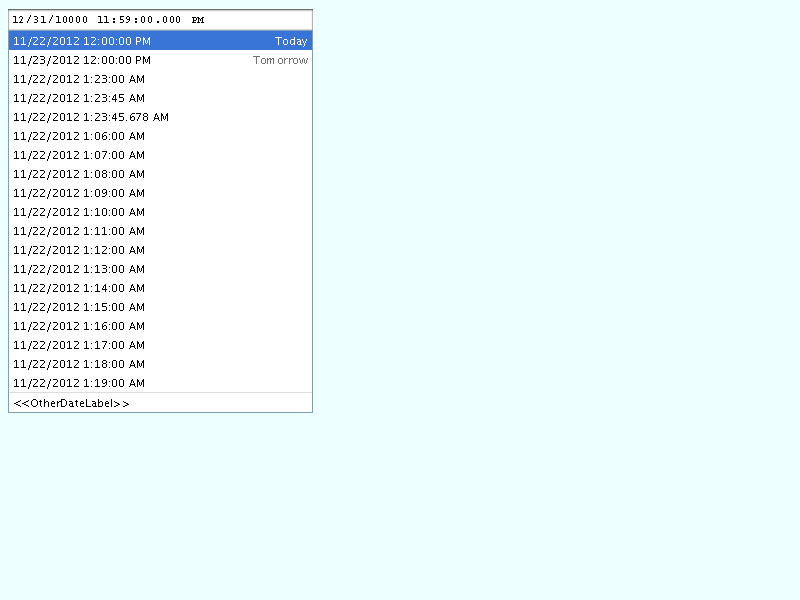 12/31/10000 11:59:00.000 PM
11/22/2012 12:00:00 PM Today
11/23/2012 12:00:00 PM Tomorrow
11/22/2012 1:23:00 AM
11/22/2012 1:23:45 AM
11/22/2012 1:23:45.678 AM
11/22/2012 1:06:00 AM
11/22/2012 1:07:00 AM
11/22/2012 1:08:00 AM
11/22/2012 1:09:00 AM
11/22/2012 1:10:00 AM
11/22/2012 1:11:00 AM
11/22/2012 1:12:00 AM
11/22/2012 1:13:00 AM
11/22/2012 1:14:00 AM
11/22/2012 1:15:00 AM
11/22/2012 1:16:00 AM
11/22/2012 1:17:00 AM
11/22/2012 1:18:00 AM
11/22/2012 1:19:00 AM
<<OtherDateLabel>>